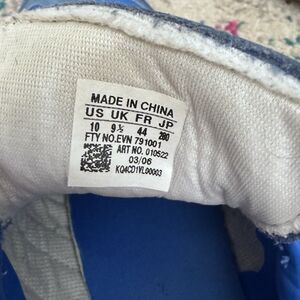 MADE IN CHINA
US UK FR JP
10 9½ 44 280
FTY NO.EVN 791001
ART NO. 010522
03/06
KQ4CD1VL00003